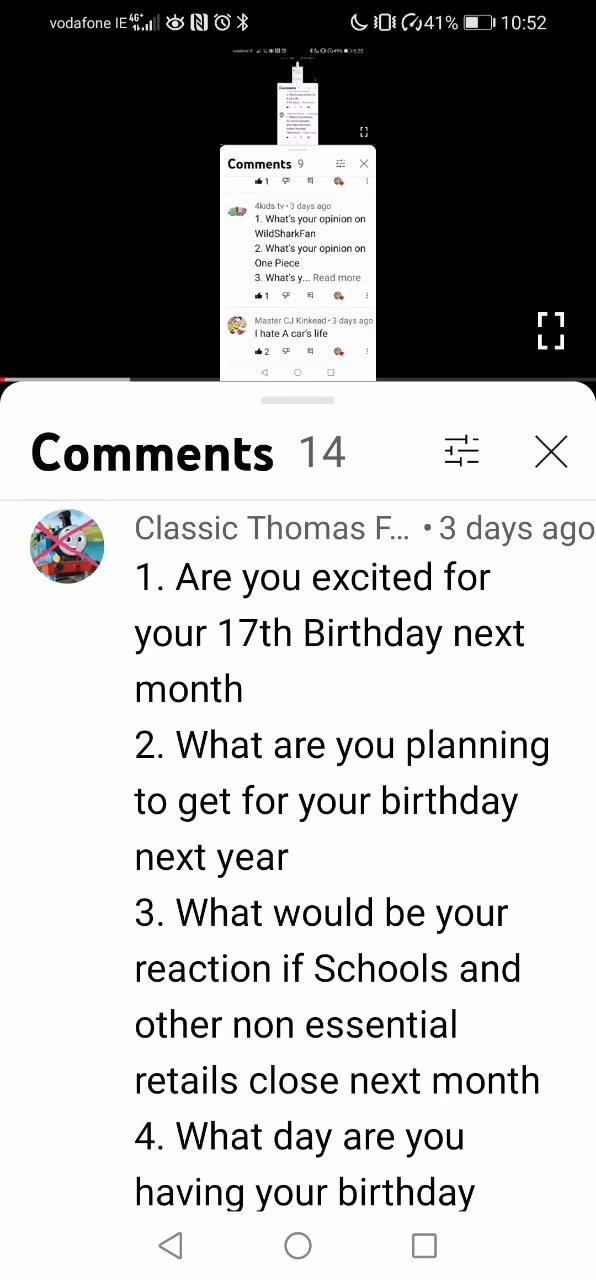 vodafone IE 4G+ 41% 10:52
Comments 9
1
4kids tv • 3 days ago
1. What's your opinion on
WildSharkFan
2. What's your opinion on
One Piece
3. What's y... Read more
1
Master CJ Kinkead • 3 days ago
I hate A car's life
2
Comments 14
Classic Thomas F... • 3 days ago
1. Are you excited for
your 17th Birthday next
month
2. What are you planning
to get for your birthday
next year
3. What would be your
reaction if Schools and
other non essential
retails close next month
4. What day are you
having your birthday